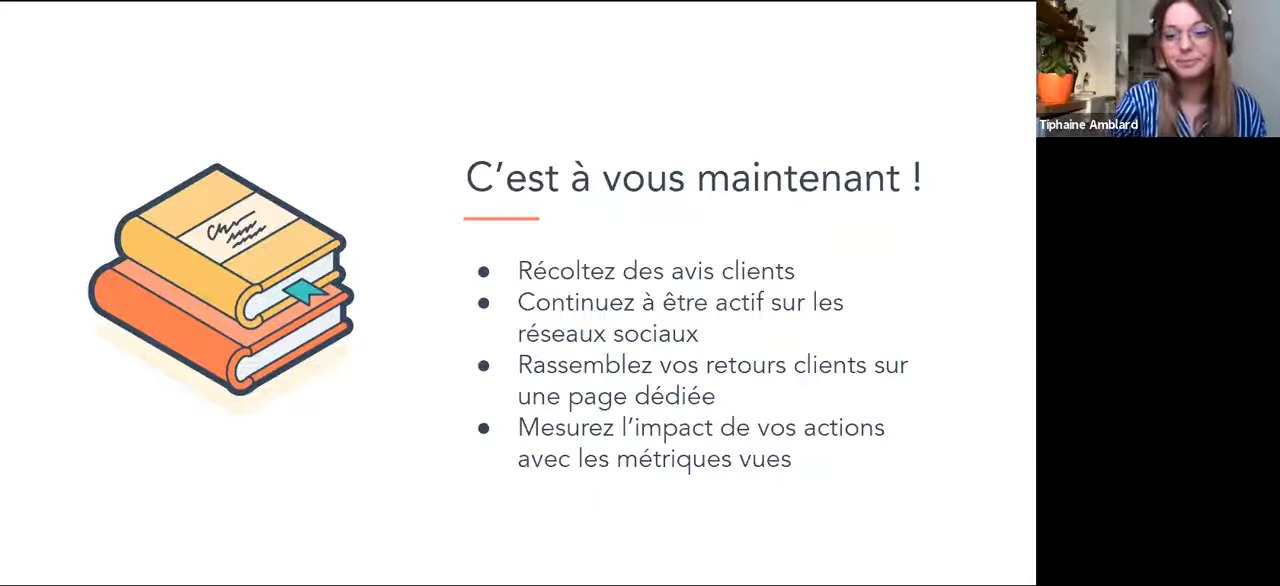 C’est à vous maintenant !
● Récoltez des avis clients
● Continuez à être actif sur les
réseaux sociaux
● Rassemblez vos retours clients sur
une page dédiée
● Mesurez l’impact de vos actions
avec les métriques vues
Tiphaine Amblard